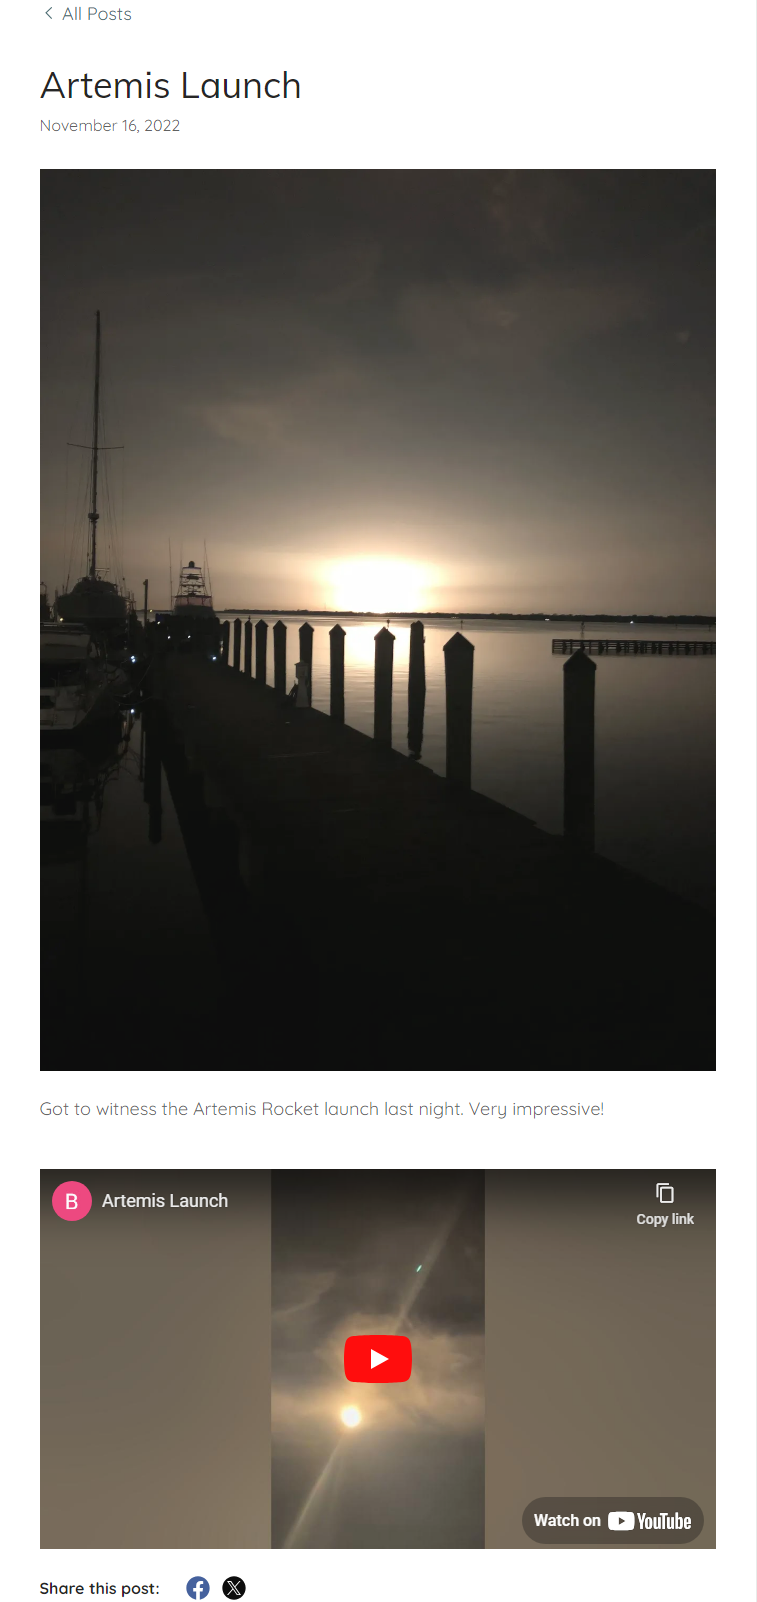 All Posts
Artemis Launch
November 16, 2022
Got to witness the Artemis Rocket launch last night. Very impressive!
B
Artemis Launch
Copy link
Watch on YouTube
Share this post: